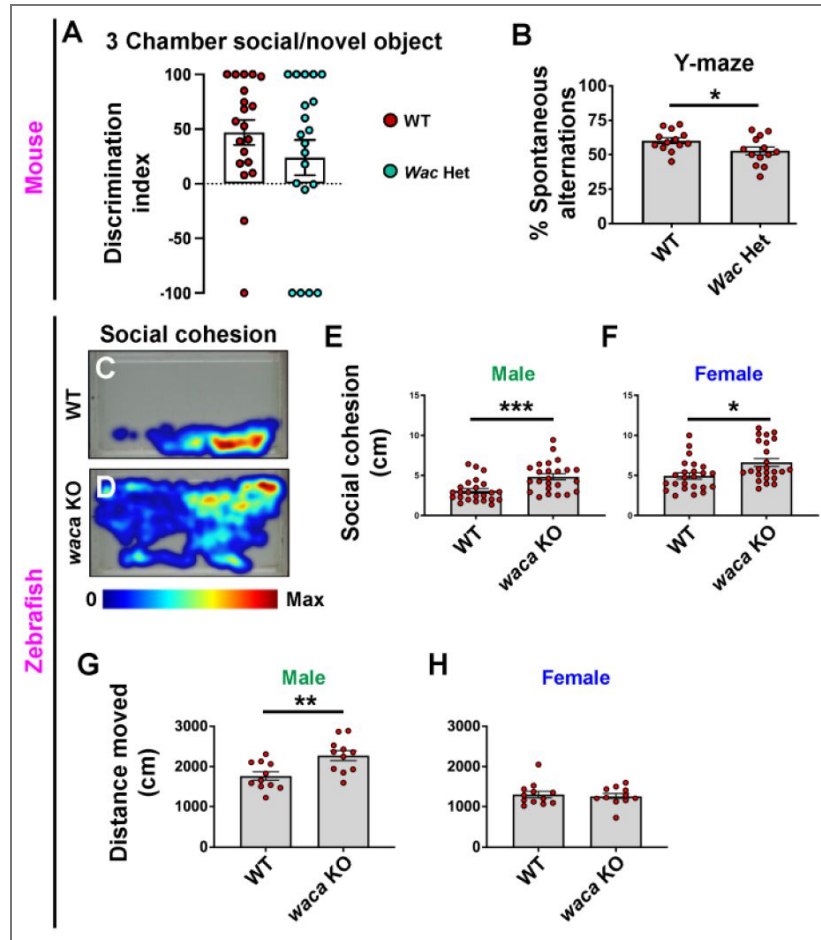 Mouse
A
3 Chamber social/novel object
Discrimination
index
100
50
0
-50
-100
WT
Wac Het
B
Y-maze
*
% Spontaneous
alternations
100
75
50
25
0
WT
Wac Het
Zebrafish
Social cohesion
C
WT
D
waca KO
0
Max
E
Male
***
Social cohesion
(cm)
15
10
5
0
WT
waca KO
F
Female
*
15
10
5
0
WT
waca KO
G
Male
**
Distance moved
(cm)
3000
2000
1000
0
WT
waca KO
H
Female
3000
2000
1000
0
WT
waca KO